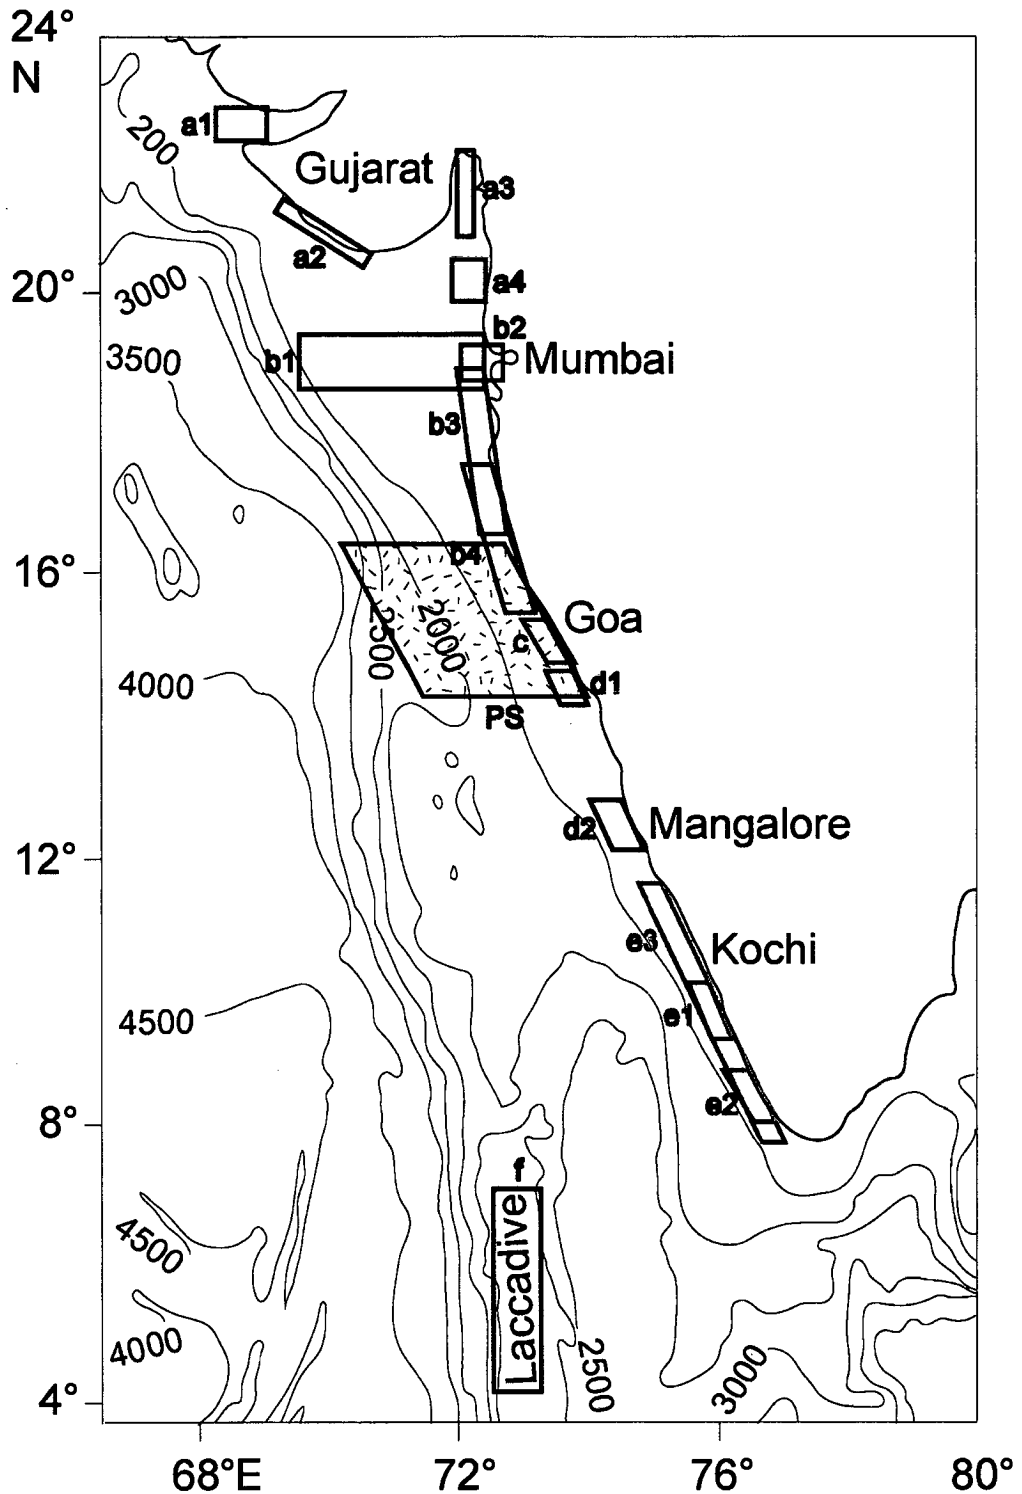 24°
N
a1
200
Gujarat
a3
a2
a4
20°
3000
b2
3500
b1
Mumbai
b3
b4
16°
2500
2000
Goa
c
4000
d1
PS
d2
Mangalore
12°
e3
Kochi
4500
e1
e2
8°
f
Laccadive
4500
4000
2500
3000
4°
68°E
72°
76°
80°